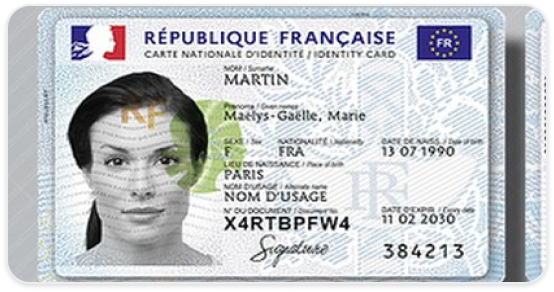 RÉPUBLIQUE FRANÇAISE
FR
CARTE NATIONALE D'IDENTITÉ / IDENTITY CARD
NOM / Surname
MARTIN
RF
Prénoms / Given names
Maëlys-Gaëlle, Marie
SEXE / Sex NATIONALITÉ / Nationality DATE DE NAISS. / Date of birth
F FRA 13 07 1990
LIEU DE NAISSANCE / Place of birth
PARIS
NOM D'USAGE / Alternate name
NOM D'USAGE
N° DU DOCUMENT / Document No. DATE D'EXPIR. / Expiry date
X4RTBPFW4 11 02 2030
Signature 384213